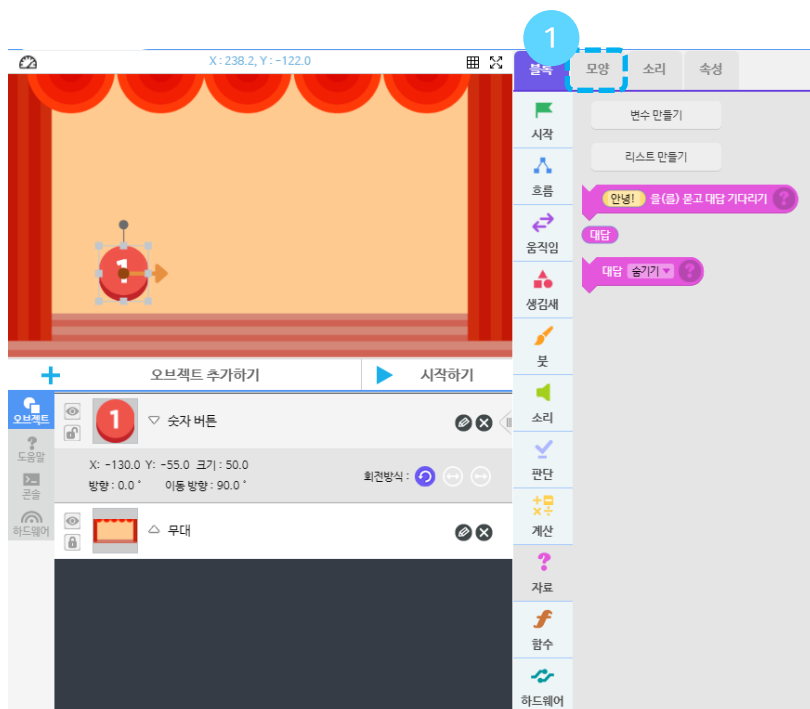 1
X : 238.2, Y : -122.0
블록 모양 소리 속성
시작
흐름
움직임
생김새
붓
소리
판단
계산
자료
함수
하드웨어
변수 만들기
리스트 만들기
안녕! 을(를) 묻고 대답 기다리기 ?
대답
대답 숨기기 ▼ ?
1
+ 오브젝트 추가하기 시작하기
오브젝트
도움말
콘솔
하드웨어
1 숫자 버튼
X: -130.0 Y: -55.0 크기 : 50.0
방향 : 0.0 ˚ 이동 방향 : 90.0 ˚
회전방식 :
무대